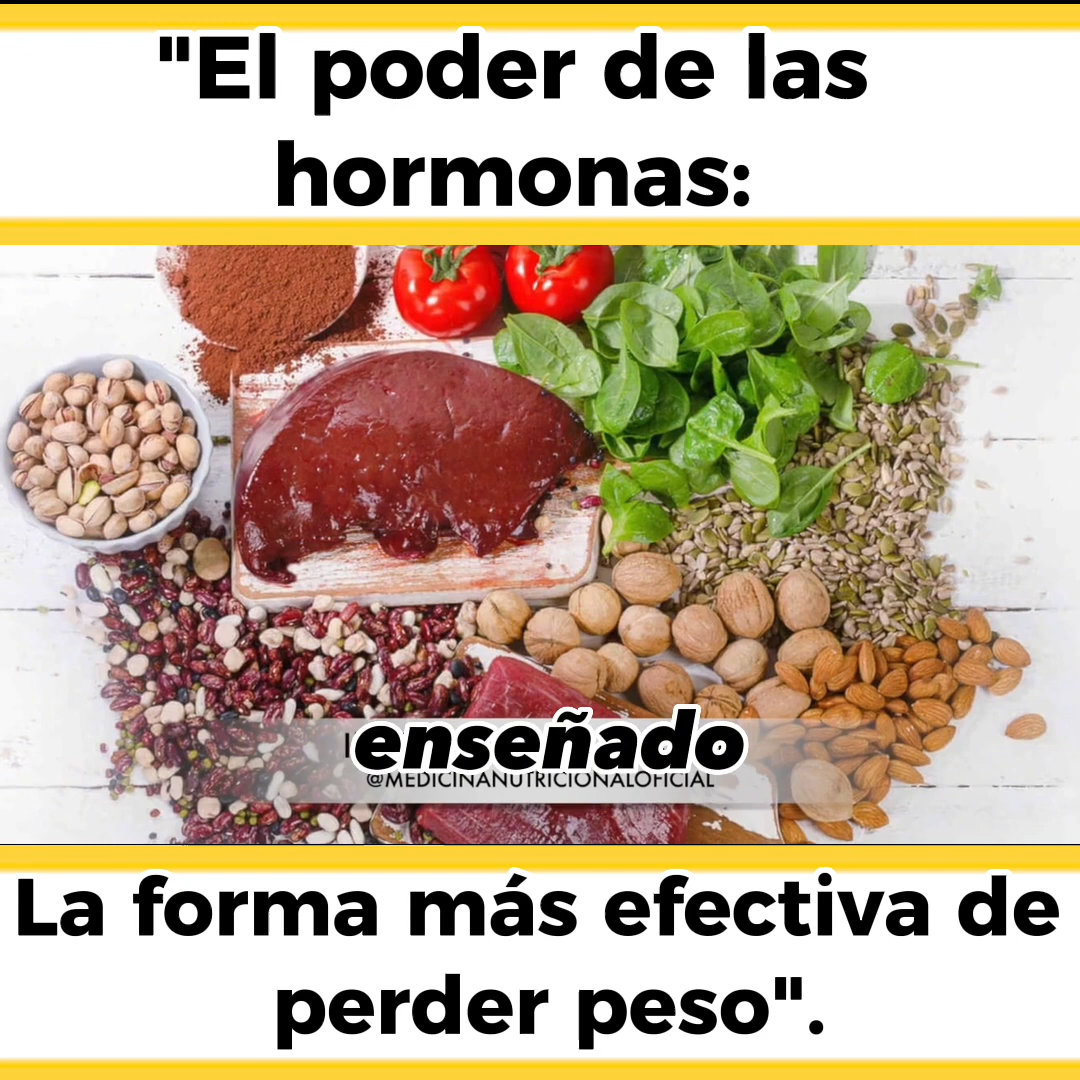 "El poder de las
hormonas:
enseñado
@MEDICINANUTRICIONALOFICIAL
La forma más efectiva de
perder peso".